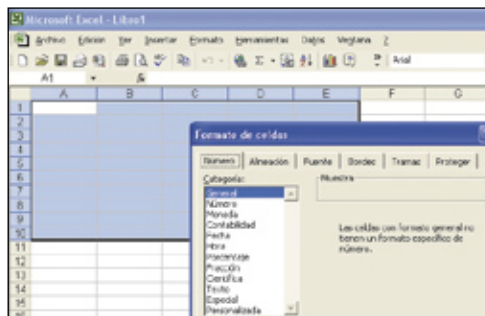 Microsoft Excel - Libro1
Archivo Edición Ver Insertar Formato Herramientas Datos Ventana ?
Arial
A1 fx
A B C D E F G
1
2
3
4
5
6
7
8
9
10
11
12
13
14
15
Formato de celdas
Número Alineación Fuente Bordes Tramas Proteger
Categoría: Muestra
General
Número
Moneda
Contabilidad
Fecha
Hora
Porcentaje
Fracción
Científica
Texto
Especial
Personalizada
Las celdas con formato general no
tienen un formato específico de
número.